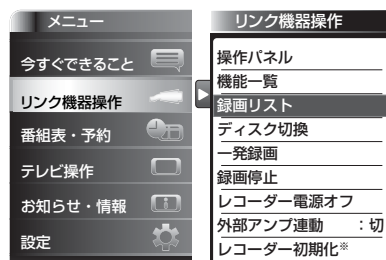 メニュー
今すぐできること
リンク機器操作
番組表・予約
テレビ操作
お知らせ・情報
設定
リンク機器操作
操作パネル
機能一覧
録画リスト
ディスク切換
一発録画
録画停止
レコーダー電源オフ
外部アンプ連動　：切
レコーダー初期化※